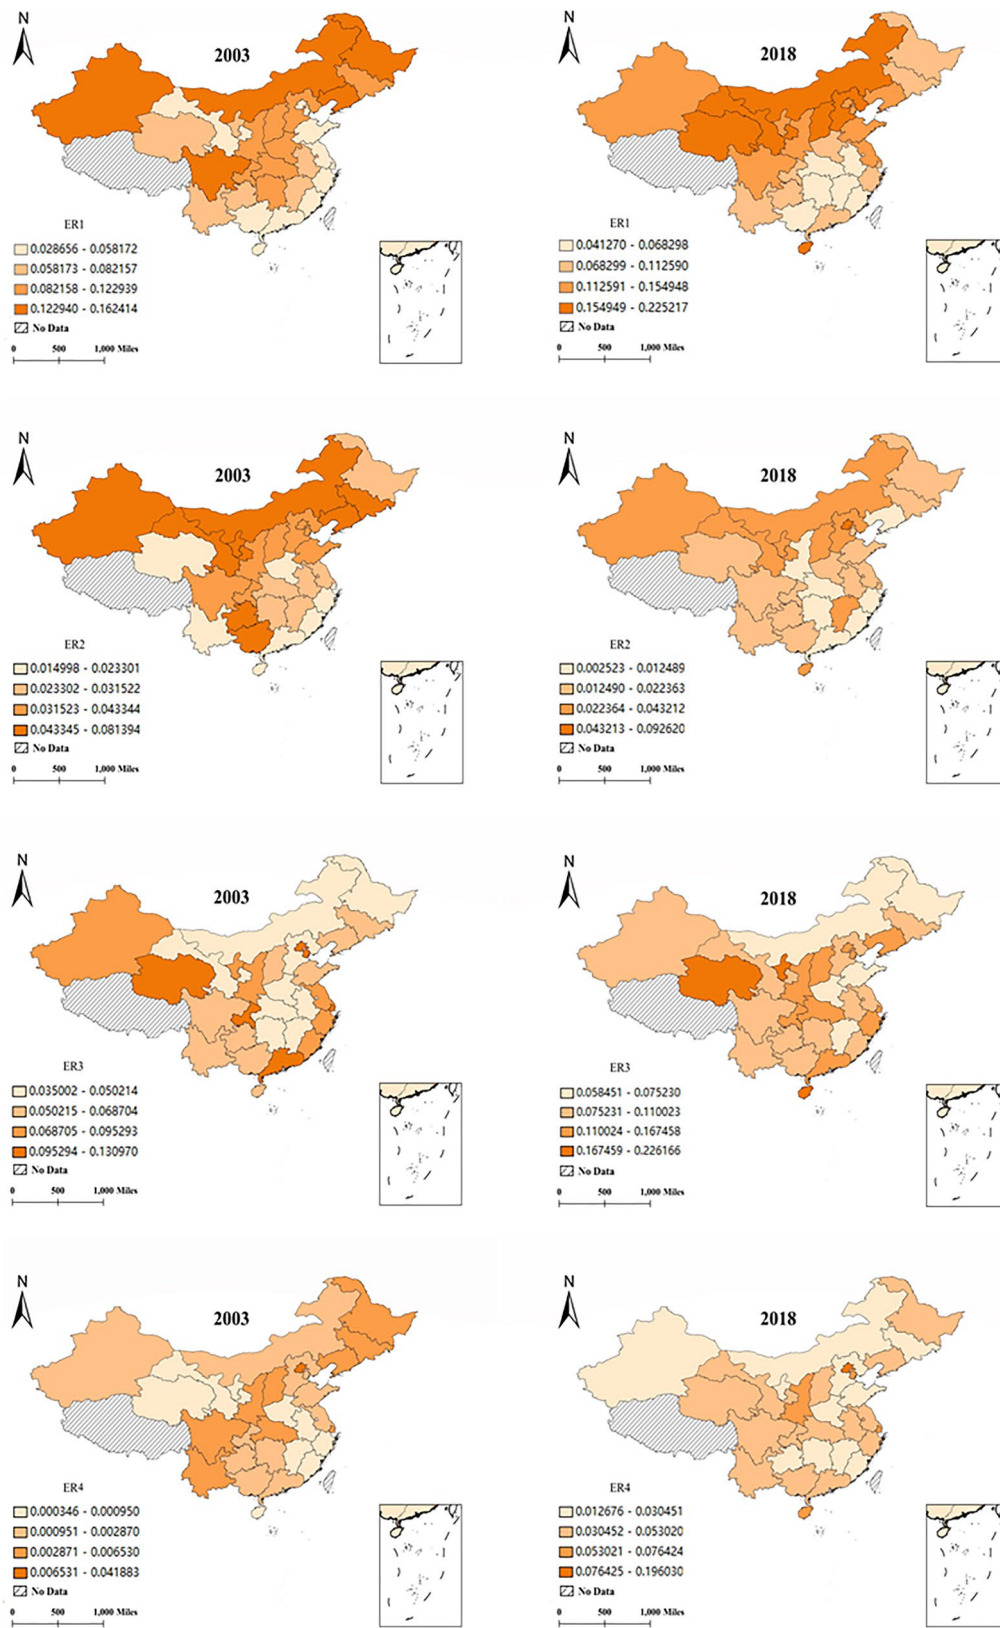 N
2003
ER1
0.028656 - 0.058172
0.058173 - 0.082157
0.082158 - 0.122939
0.122940 - 0.162414
No Data
0 500 1,000 Miles
N
2018
ER1
0.041270 - 0.068298
0.068299 - 0.112590
0.112591 - 0.154948
0.154949 - 0.225217
No Data
0 500 1,000 Miles
N
2003
ER2
0.014998 - 0.023301
0.023302 - 0.031522
0.031523 - 0.043344
0.043345 - 0.081394
No Data
0 500 1,000 Miles
N
2018
ER2
0.002523 - 0.012489
0.012490 - 0.022363
0.022364 - 0.043212
0.043213 - 0.092620
No Data
0 500 1,000 Miles
N
2003
ER3
0.035002 - 0.050214
0.050215 - 0.068704
0.068705 - 0.095293
0.095294 - 0.130970
No Data
0 500 1,000 Miles
N
2018
ER3
0.058451 - 0.075230
0.075231 - 0.110023
0.110024 - 0.167458
0.167459 - 0.226166
No Data
0 500 1,000 Miles
N
2003
ER4
0.000346 - 0.000950
0.000951 - 0.002870
0.002871 - 0.006530
0.006531 - 0.041883
No Data
0 500 1,000 Miles
N
2018
ER4
0.012676 - 0.030451
0.030452 - 0.053020
0.053021 - 0.076424
0.076425 - 0.196030
No Data
0 500 1,000 Miles